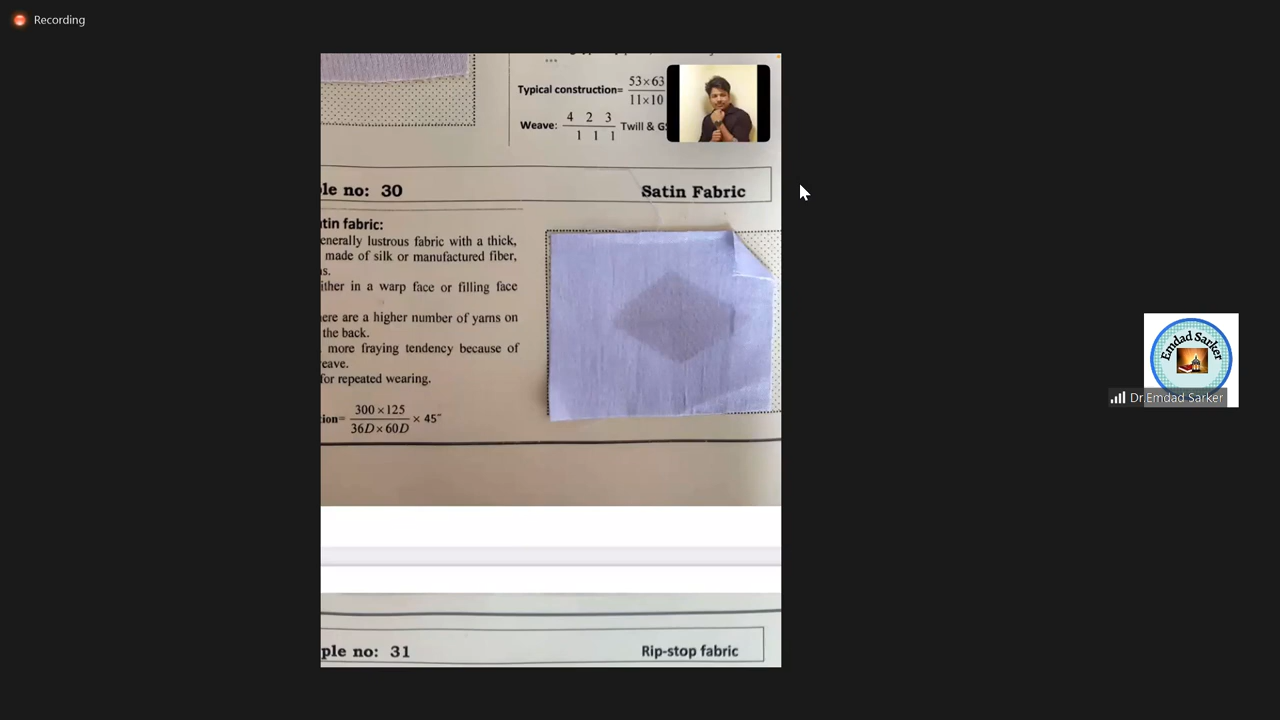 Recording
Typical construction= 53×63
11×10
Weave: 4 2 3
1 1 1
Twill &
le no: 30
Satin Fabric
tin fabric:
enerally lustrous fabric with a thick,
made of silk or manufactured fiber,
s.
ither in a warp face or filling face
ere are a higher number of yarns on
the back.
more fraying tendency because of
eave.
for repeated wearing.
ion= 300×125
36D×60D
× 45"
ple no: 31
Rip-stop fabric
Emdad Sarker
Dr.Emdad Sarker